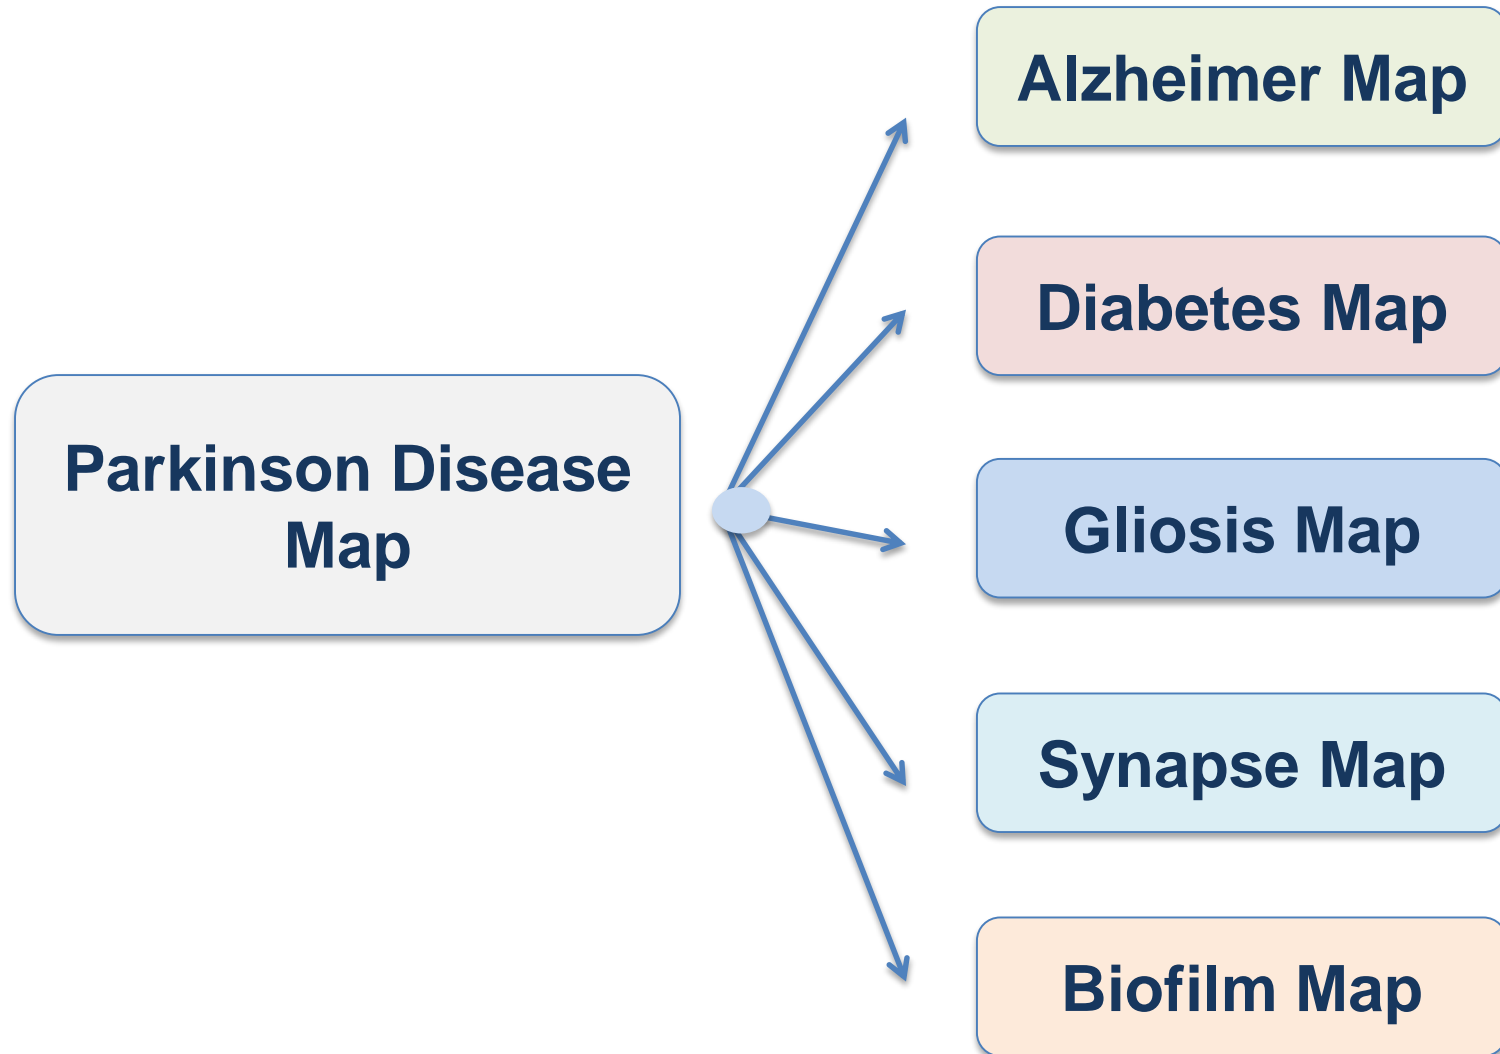 Parkinson Disease
Map
Alzheimer Map
Diabetes Map
Gliosis Map
Synapse Map
Biofilm Map